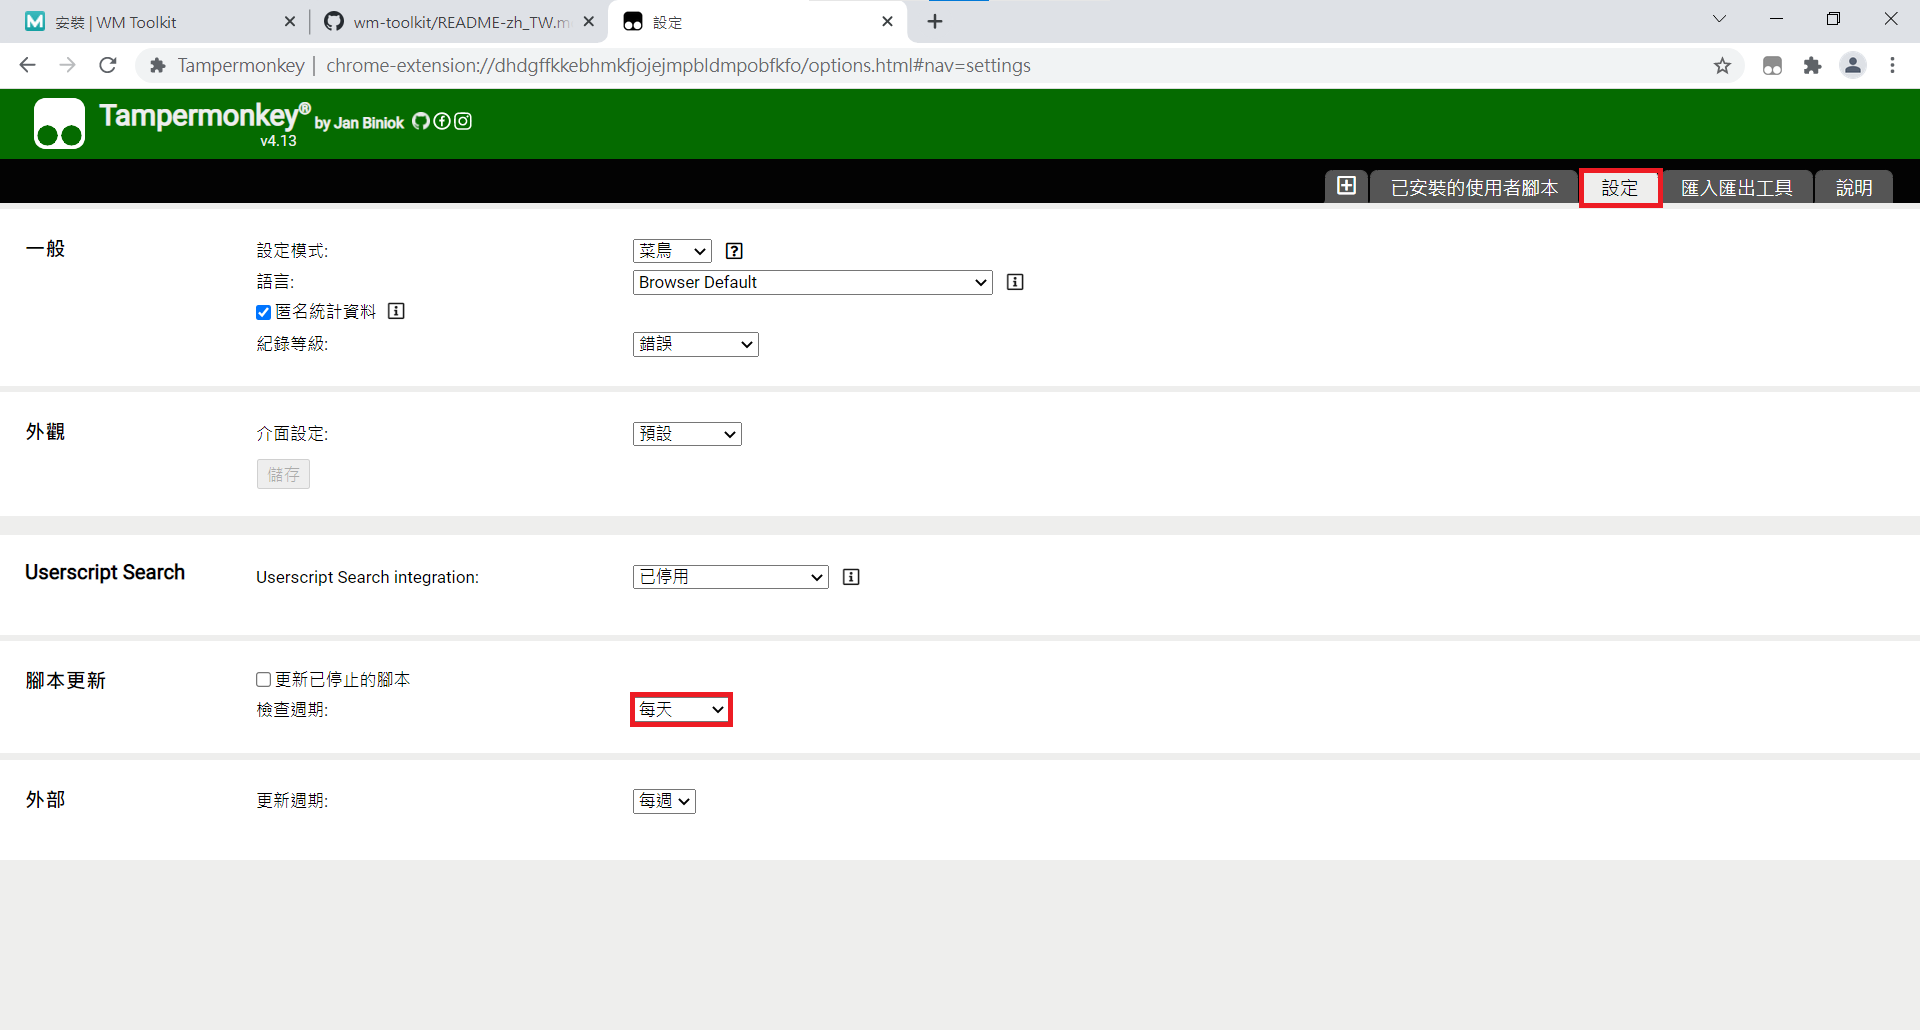 安裝 | WM Toolkit
wm-toolkit/README-zh_TW.m
設定
Tampermonkey | chrome-extension://dhdgffkkebhmkfjojejmpbldmpobfkfo/options.html#nav=settings
Tampermonkey® by Jan Biniok
v4.13
已安裝的使用者腳本
設定
匯入匯出工具
說明
一般
設定模式: 菜鳥
語言: Browser Default
匿名統計資料
紀錄等級: 錯誤
外觀
介面設定: 預設
儲存
Userscript Search
Userscript Search integration: 已停用
腳本更新
更新已停止的腳本
檢查週期: 每天
外部
更新週期: 每週